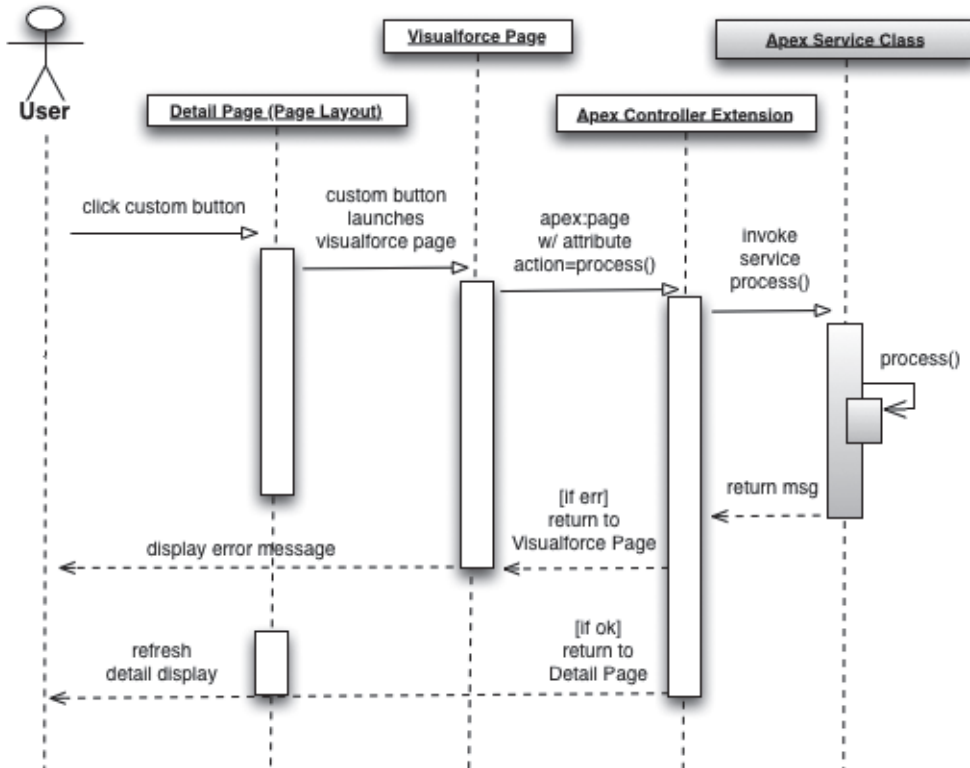 Visualforce Page
Apex Service Class
User
Detail Page (Page Layout)
Apex Controller Extension
click custom button
custom button
launches
visualforce page
apex:page
w/ attribute
action=process()
invoke
service
process()
process()
return msg
[if err]
return to
Visualforce Page
display error message
[if ok]
return to
Detail Page
refresh
detail display